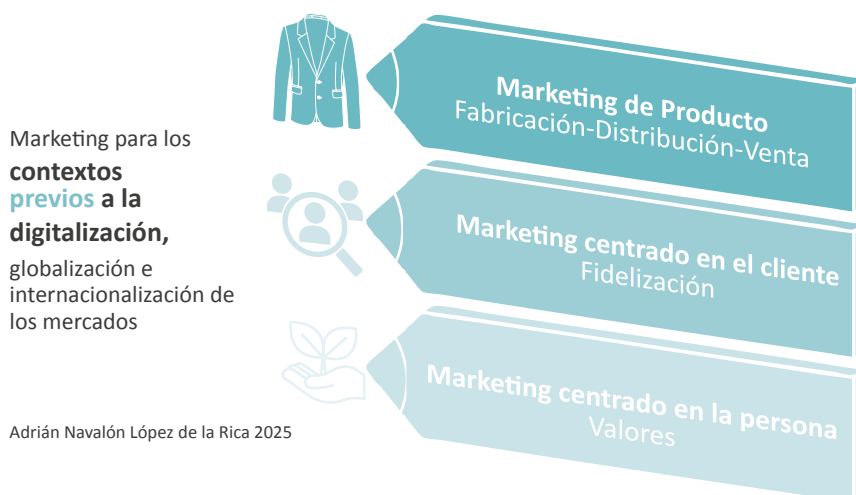 Marketing para los
contextos
previos a la
digitalización,
globalización e
internacionalización de
los mercados
Adrián Navalón López de la Rica 2025
Marketing de Producto
Fabricación-Distribución-Venta
Marketing centrado en el cliente
Fidelización
Marketing centrado en la persona
Valores